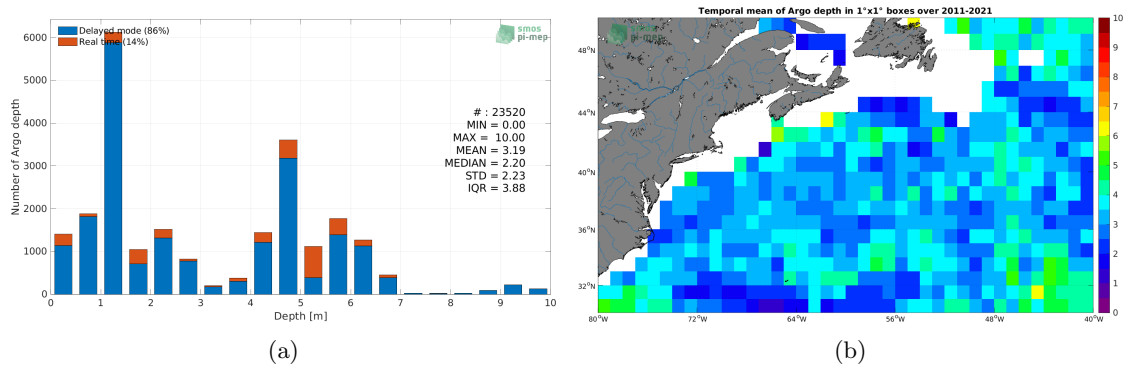 Delayed mode (86%)
Real time (14%)
smos
pi-mep
# : 23520
MIN = 0.00
MAX = 10.00
MEAN = 3.19
MEDIAN = 2.20
STD = 2.23
IQR = 3.88
Number of Argo depth
6000
5000
4000
3000
2000
1000
0
0 1 2 3 4 5 6 7 8 9 10
Depth [m]
(a)
Temporal mean of Argo depth in 1°x1° boxes over 2011-2021
smos
pi-mep
48°N
44°N
40°N
36°N
32°N
80°W 72°W 64°W 56°W 48°W 40°W
10
9
8
7
6
5
4
3
2
1
0
(b)